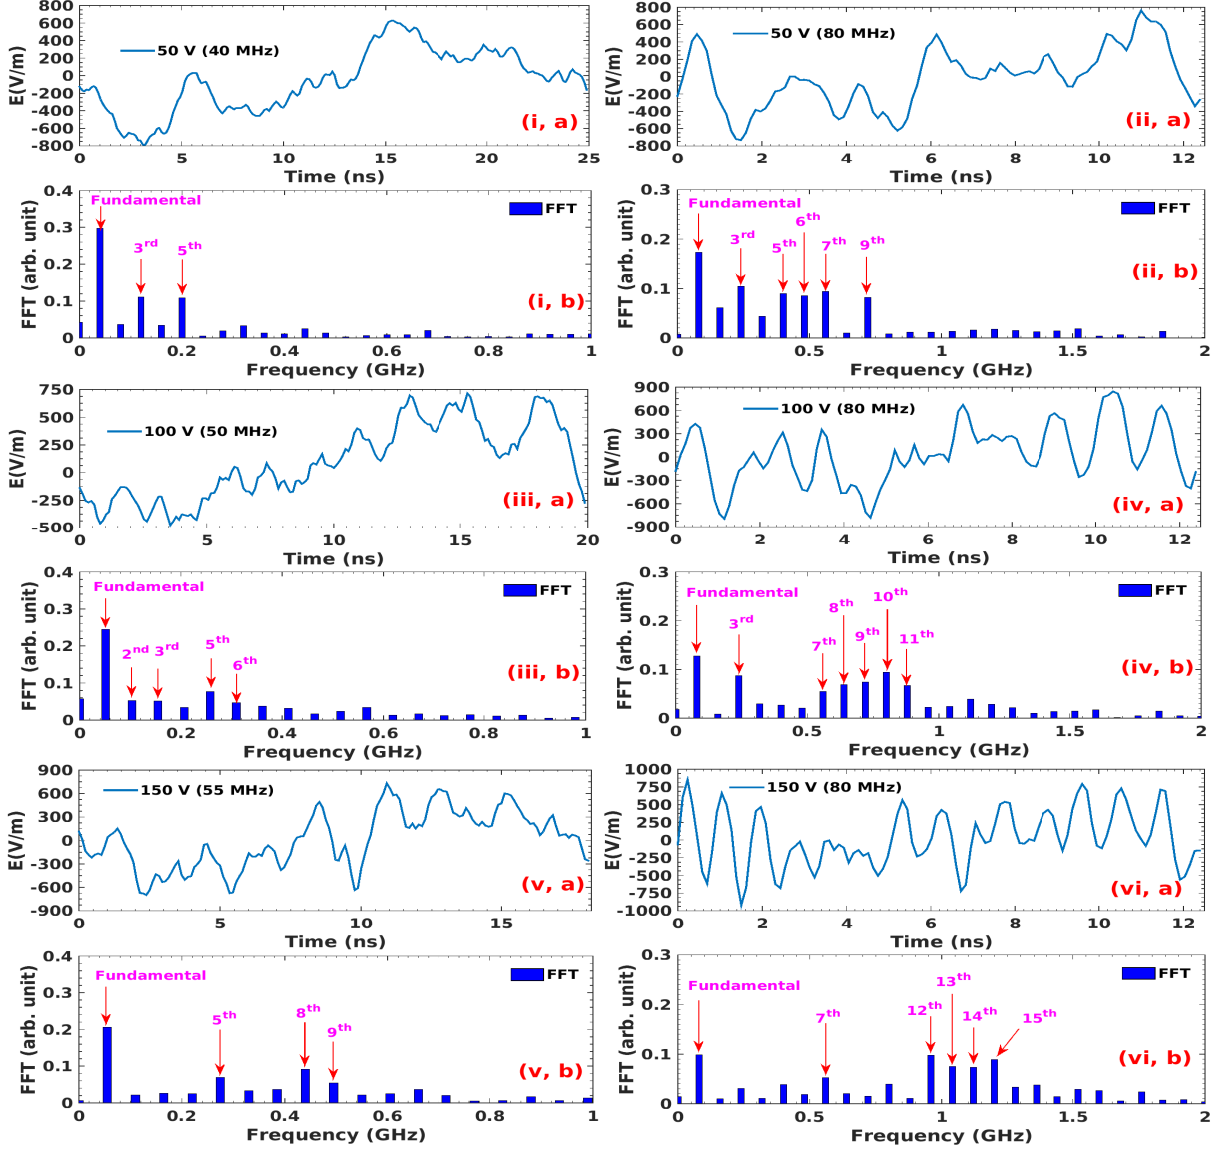 800
600
400
200
0
-200
-400
-600
-800
E(V/m)
50 V (40 MHz)
(i, a)
0 5 10 15 20 25
Time (ns)
800
400
0
-400
-800
E(V/m)
50 V (80 MHz)
(ii, a)
0 2 4 6 8 10 12
Time (ns)
0.4
0.3
0.2
0.1
0
FFT (arb. unit)
Fundamental
3rd
5th
FFT
(i, b)
0 0.2 0.4 0.6 0.8 1
Frequency (GHz)
0.3
0.2
0.1
0
FFT (arb. unit)
Fundamental
3rd
5th
6th
7th
9th
FFT
(ii, b)
0 0.5 1 1.5 2
Frequency (GHz)
750
500
250
0
-250
-500
E(V/m)
100 V (50 MHz)
(iii, a)
0 5 10 15 20
Time (ns)
900
600
300
0
-300
-600
-900
E(V/m)
100 V (80 MHz)
(iv, a)
0 2 4 6 8 10 12
Time (ns)
0.4
0.3
0.2
0.1
0
FFT (arb. unit)
Fundamental
2nd
3rd
5th
6th
FFT
(iii, b)
0 0.2 0.4 0.6 0.8 1
Frequency (GHz)
0.3
0.2
0.1
0
FFT (arb. unit)
Fundamental
3rd
7th
8th
9th
10th
11th
FFT
(iv, b)
0 0.5 1 1.5 2
Frequency (GHz)
900
600
300
0
-300
-600
-900
E(V/m)
150 V (55 MHz)
(v, a)
0 5 10 15
Time (ns)
1000
750
500
250
0
-250
-500
-750
-1000
E(V/m)
150 V (80 MHz)
(vi, a)
0 2 4 6 8 10 12
Time (ns)
0.4
0.3
0.2
0.1
0
FFT (arb. unit)
Fundamental
5th
8th
9th
FFT
(v, b)
0 0.2 0.4 0.6 0.8 1
Frequency (GHz)
0.3
0.2
0.1
0
FFT (arb. unit)
Fundamental
7th
12th
13th
14th
15th
FFT
(vi, b)
0 0.5 1 1.5 2
Frequency (GHz)